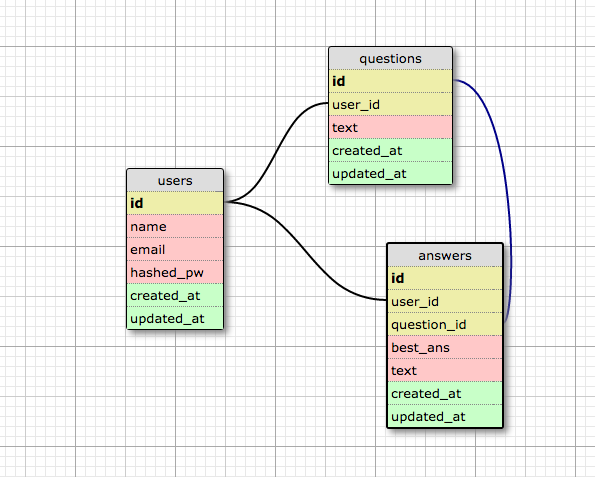 questions
id
user_id
text
created_at
updated_at
users
id
name
email
hashed_pw
created_at
updated_at
answers
id
user_id
question_id
best_ans
text
created_at
updated_at